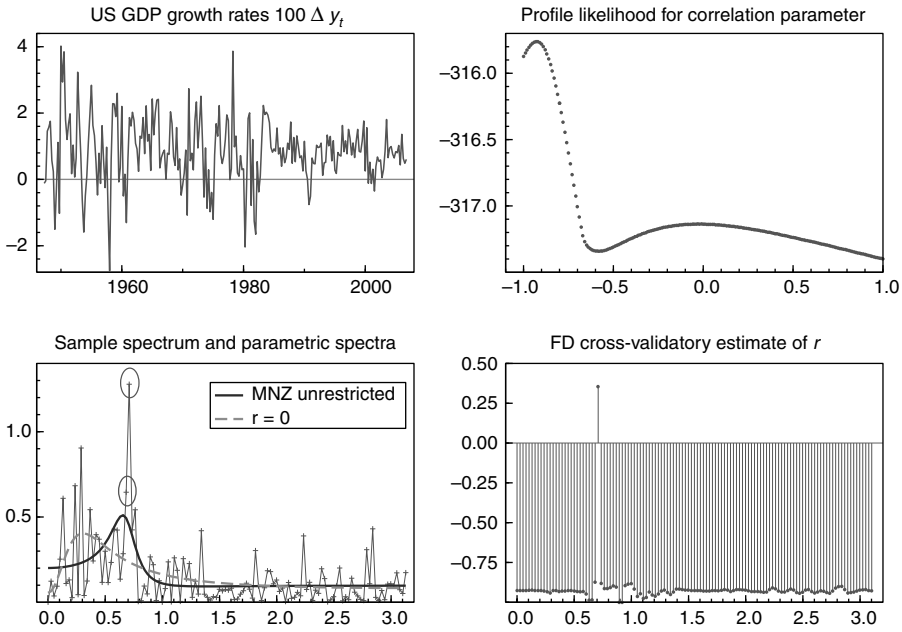 US GDP growth rates 100 Δ yₜ
4
2
0
−2
1960 1980 2000
Profile likelihood for correlation parameter
−316.0
−316.5
−317.0
−1.0 −0.5 0.0 0.5 1.0
Sample spectrum and parametric spectra
MNZ unrestricted
r = 0
1.0
0.5
0.0 0.5 1.0 1.5 2.0 2.5 3.0
FD cross-validatory estimate of r
0.50
0.25
0.00
−0.25
−0.50
−0.75
0.0 0.5 1.0 1.5 2.0 2.5 3.0